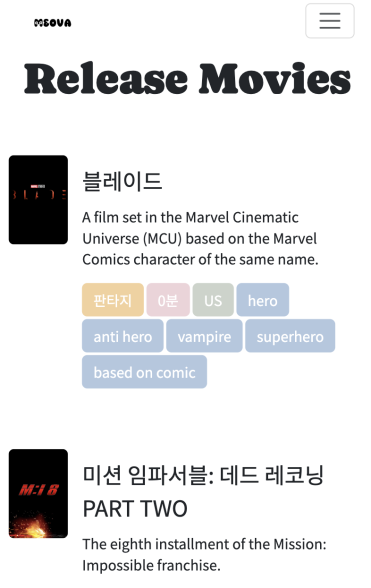 MEOVA
Release Movies
블레이드
A film set in the Marvel Cinematic
Universe (MCU) based on the Marvel
Comics character of the same name.
판타지 0분 US hero
anti hero vampire superhero
based on comic
M:I 8
미션 임파서블: 데드 레코닝
PART TWO
The eighth installment of the Mission:
Impossible franchise.